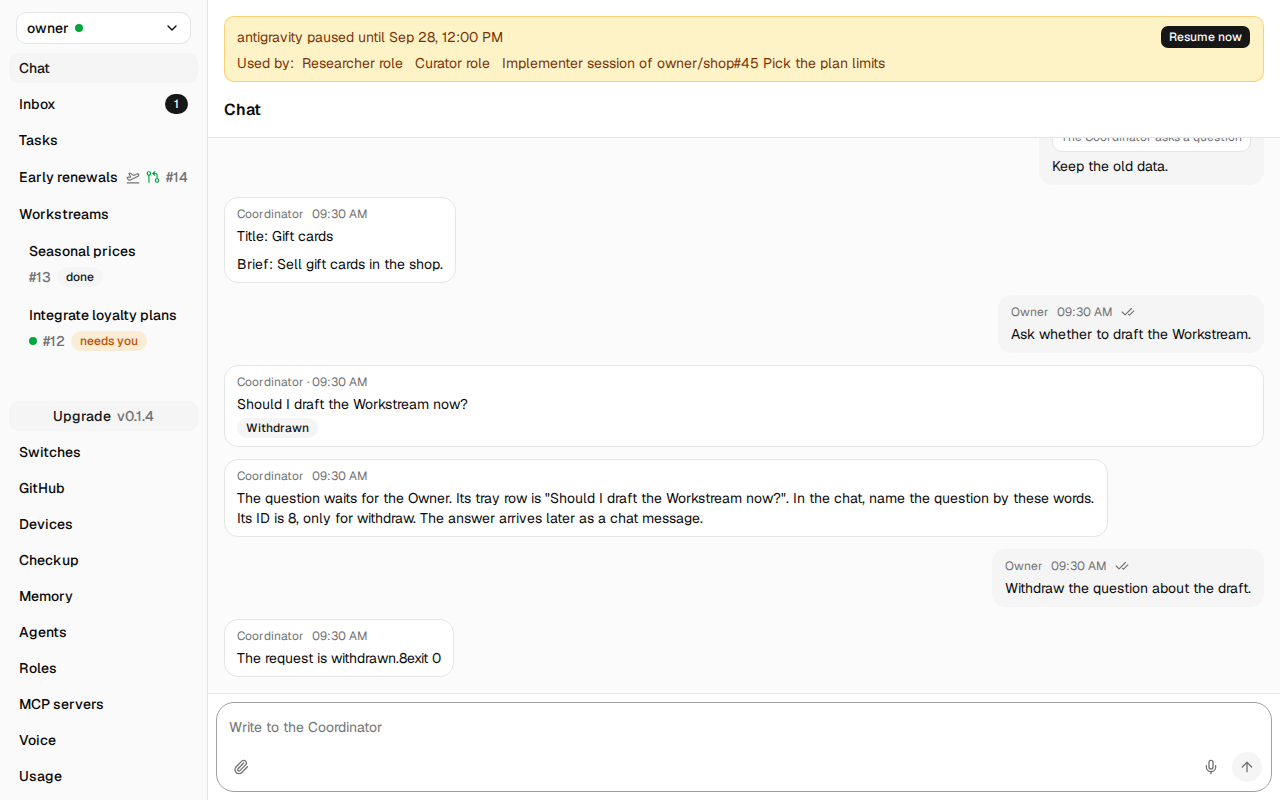 owner
Chat
Inbox 1
Tasks
Early renewals #14
Workstreams
Seasonal prices
#13 done
Integrate loyalty plans
#12 needs you
Upgrade v0.1.4
Switches
GitHub
Devices
Checkup
Memory
Agents
Roles
MCP servers
Voice
Usage
antigravity paused until Sep 28, 12:00 PM
Resume now
Used by: Researcher role Curator role Implementer session of owner/shop#45 Pick the plan limits
Chat
The Coordinator asks a question
Keep the old data.
Coordinator 09:30 AM
Title: Gift cards
Brief: Sell gift cards in the shop.
Owner 09:30 AM
Ask whether to draft the Workstream.
Coordinator · 09:30 AM
Should I draft the Workstream now?
Withdrawn
Coordinator 09:30 AM
The question waits for the Owner. Its tray row is "Should I draft the Workstream now?". In the chat, name the question by these words.
Its ID is 8, only for withdraw. The answer arrives later as a chat message.
Owner 09:30 AM
Withdraw the question about the draft.
Coordinator 09:30 AM
The request is withdrawn.8exit 0
Write to the Coordinator